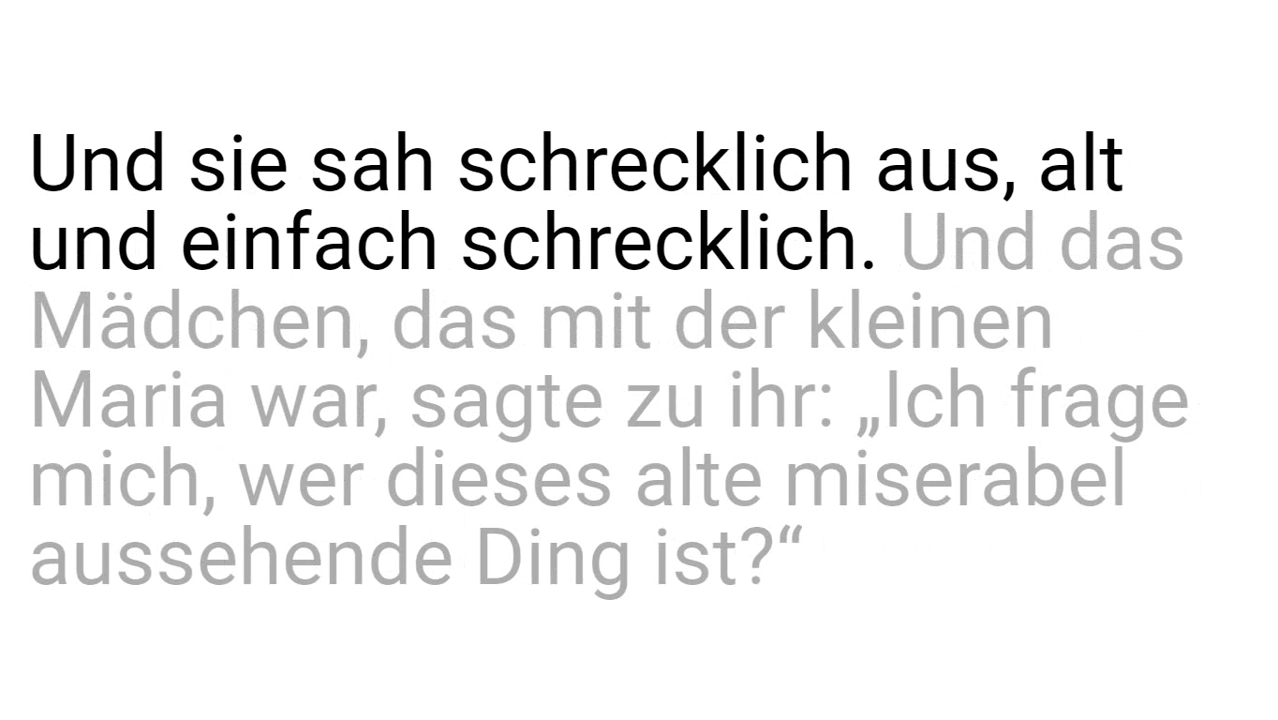 Und sie sah schrecklich aus, alt
und einfach schrecklich. Und das
Mädchen, das mit der kleinen
Maria war, sagte zu ihr: „Ich frage
mich, wer dieses alte miserabel
aussehende Ding ist?“